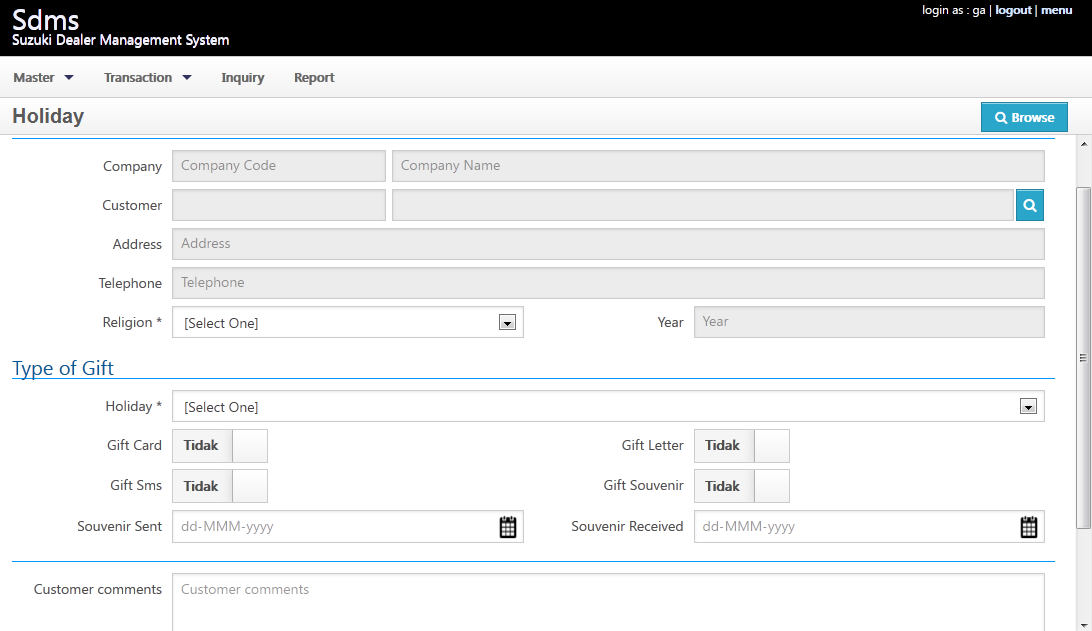 Sdms
login as : ga | logout | menu
Suzuki Dealer Management System
Master Transaction Inquiry Report
Holiday
Browse
Company Company Code Company Name
Customer
Address Address
Telephone Telephone
Religion * [Select One] Year Year
Type of Gift
Holiday * [Select One]
Gift Card Tidak Gift Letter Tidak
Gift Sms Tidak Gift Souvenir Tidak
Souvenir Sent dd-MMM-yyyy Souvenir Received dd-MMM-yyyy
Customer comments Customer comments